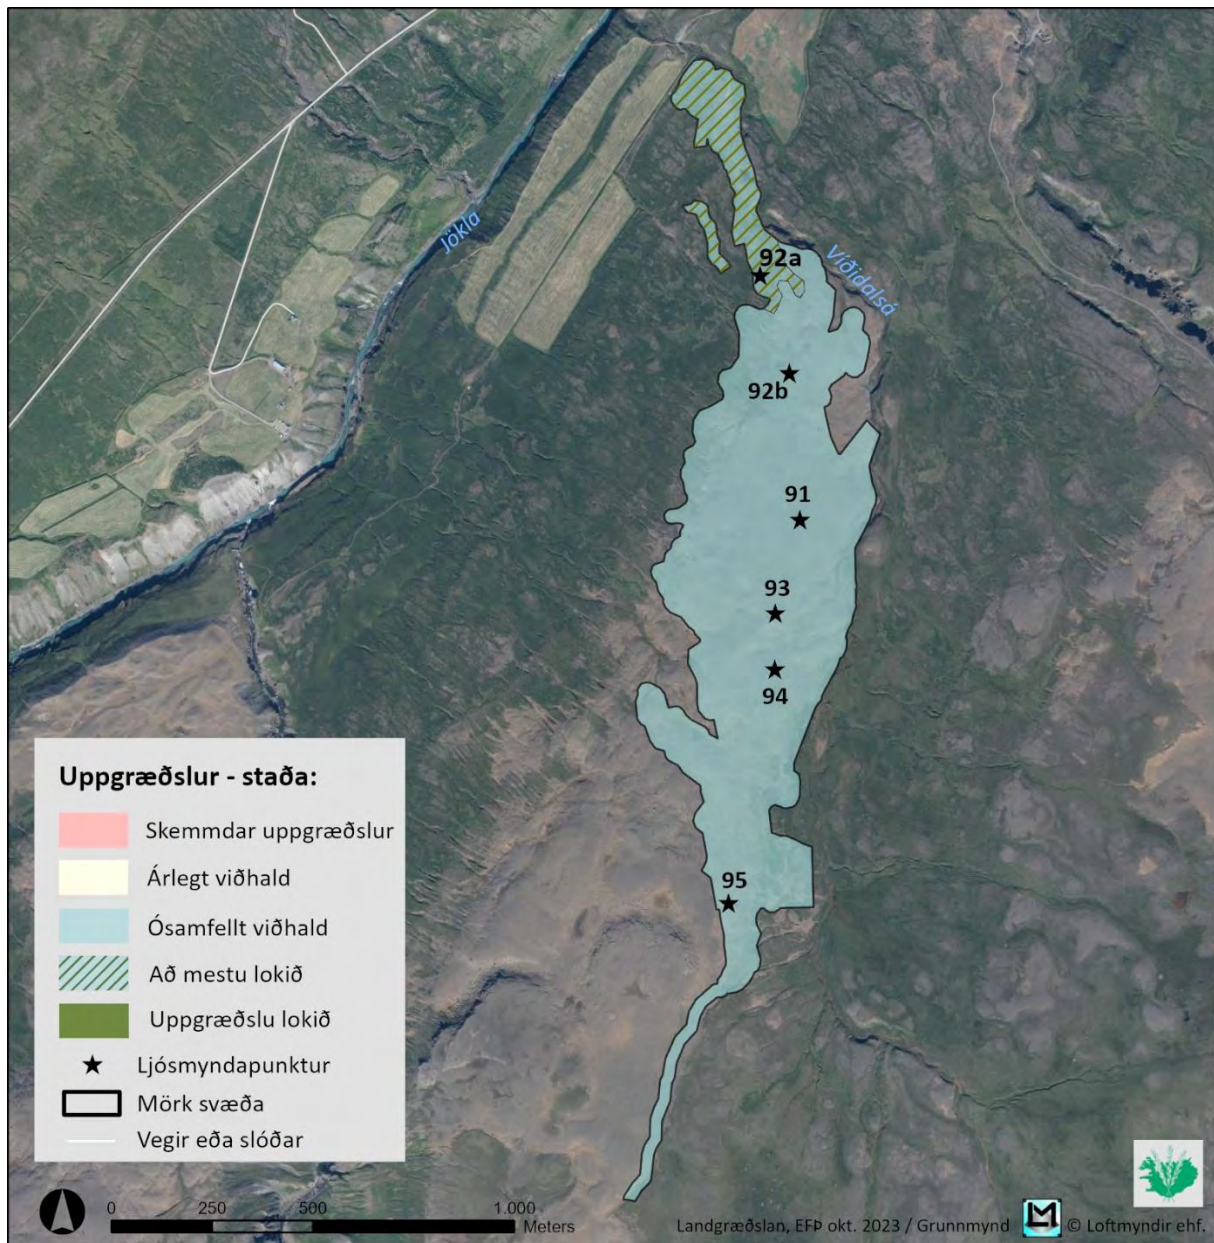 Jökla
Víðidalsá
92a
92b
91
93
94
95
Uppgræðslur - staða:
Skemmdar uppgræðslur
Árlegt viðhald
Ósamfellt viðhald
Að mestu lokið
Uppgræðslu lokið
Ljósmyndapunktur
Mörk svæða
Vegir eða slóðar
0 250 500 1.000
Meters
Landgræðslan, EFÞ okt. 2023 / Grunnmynd LM © Loftmyndir ehf.